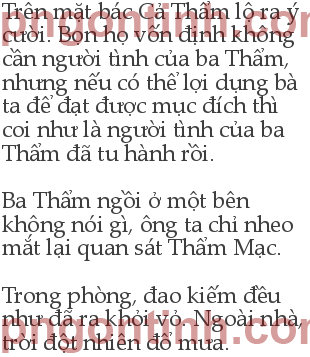 Trên mặt bác Cả Thẩm lộ ra ý
cười. Bọn họ vốn định không
cần người tình của ba Thẩm,
nhưng nếu có thể lợi dụng bà
ta để đạt được mục đích thì
coi như là người tình của ba
Thẩm đã tu hành rồi.

Ba Thẩm ngồi ở một bên
không nói gì, ông ta chỉ nheo
mắt lại quan sát Thẩm Mạc.

Trong phòng, đao kiếm đều
như đã ra khỏi vỏ. Ngoài nhà,
trời đột nhiên đổ mưa.